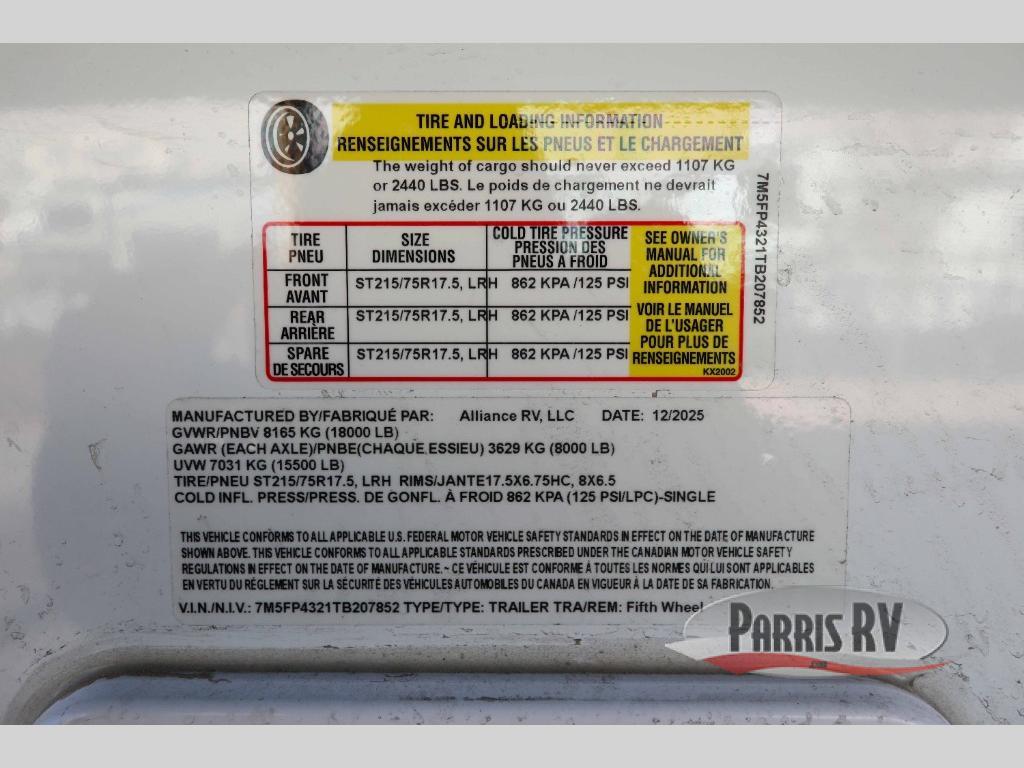 TIRE AND LOADING INFORMATION
RENSEIGNEMENTS SUR LES PNEUS ET LE CHARGEMENT
The weight of cargo should never exceed 1107 KG
or 2440 LBS. Le poids de chargement ne devrait
jamais excéder 1107 KG ou 2440 LBS.
7M5FP4321TB207852
TIRE
PNEU
SIZE
DIMENSIONS
COLD TIRE PRESSURE
PRESSION DES
PNEUS A FROID
FRONT
AVANT
ST215/75R17.5, LRH
862 KPA /125 PSI
REAR
ARRIÈRE
ST215/75R17.5, LRH
862 KPA /125 PSI
SPARE
DE SECOURS
ST215/75R17.5, LRH
862 KPA /125 PSI
SEE OWNER'S
MANUAL FOR
ADDITIONAL
INFORMATION
VOIR LE MANUEL
DE L'USAGER
POUR PLUS DE
RENSEIGNEMENTS
KX2002
MANUFACTURED BY/FABRIQUÉ PAR: Alliance RV, LLC DATE: 12/2025
GVWR/PNBV 8165 KG (18000 LB)
GAWR (EACH AXLE)/PNBE(CHAQUE ESSIEU) 3629 KG (8000 LB)
UVW 7031 KG (15500 LB)
TIRE/PNEU ST215/75R17.5, LRH RIMS/JANTE17.5X6.75HC, 8X6.5
COLD INFL. PRESS/PRESS. DE GONFL. À FROID 862 KPA (125 PSI/LPC)-SINGLE
THIS VEHICLE CONFORMS TO ALL APPLICABLE U.S. FEDERAL MOTOR VEHICLE SAFETY STANDARDS IN EFFECT ON THE DATE OF MANUFACTURE
SHOWN ABOVE. THIS VEHICLE CONFORMS TO ALL APPLICABLE STANDARDS PRESCRIBED UNDER THE CANADIAN MOTOR VEHICLE SAFETY
REGULATIONS IN EFFECT ON THE DATE OF MANUFACTURE.~ CE VÉHICULE EST CONFORME À TOUTES LES NORMES QUI LUI SONT APPLICABLES
EN VERTU DU RÉGLEMENT SUR LA SÉCURITÉ DES VÉHICULES AUTOMOBILES DU CANADA EN VIGUEUR À LA DATE DE SA FABRICATION.
V.I.N./N.I.V.: 7M5FP4321TB207852 TYPE/TYPE: TRAILER TRA/REM: Fifth Wheel
PARRIS RV
.com